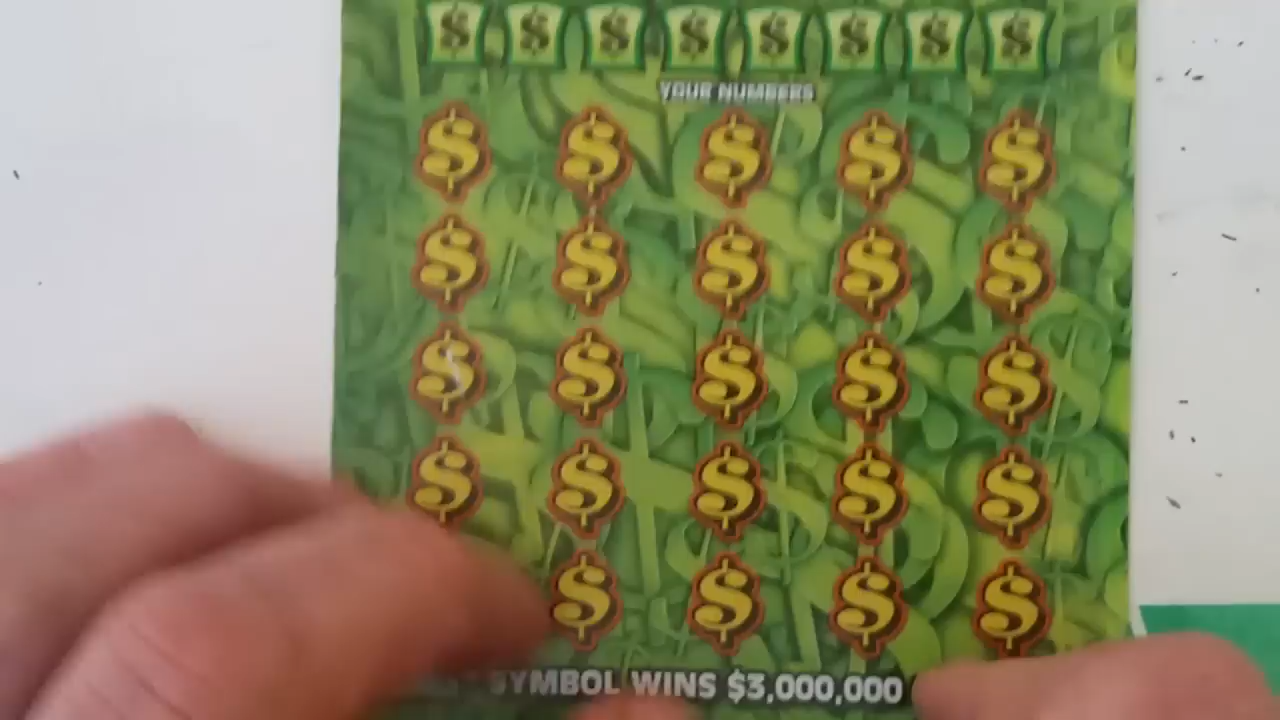 $ $ $ $ $ $ $ $
YOUR NUMBERS
$ $ $ $ $
$ $ $ $ $
$ $ $ $ $
$ $ $ $ $
$ $ $ $
SYMBOL WINS $3,000,000